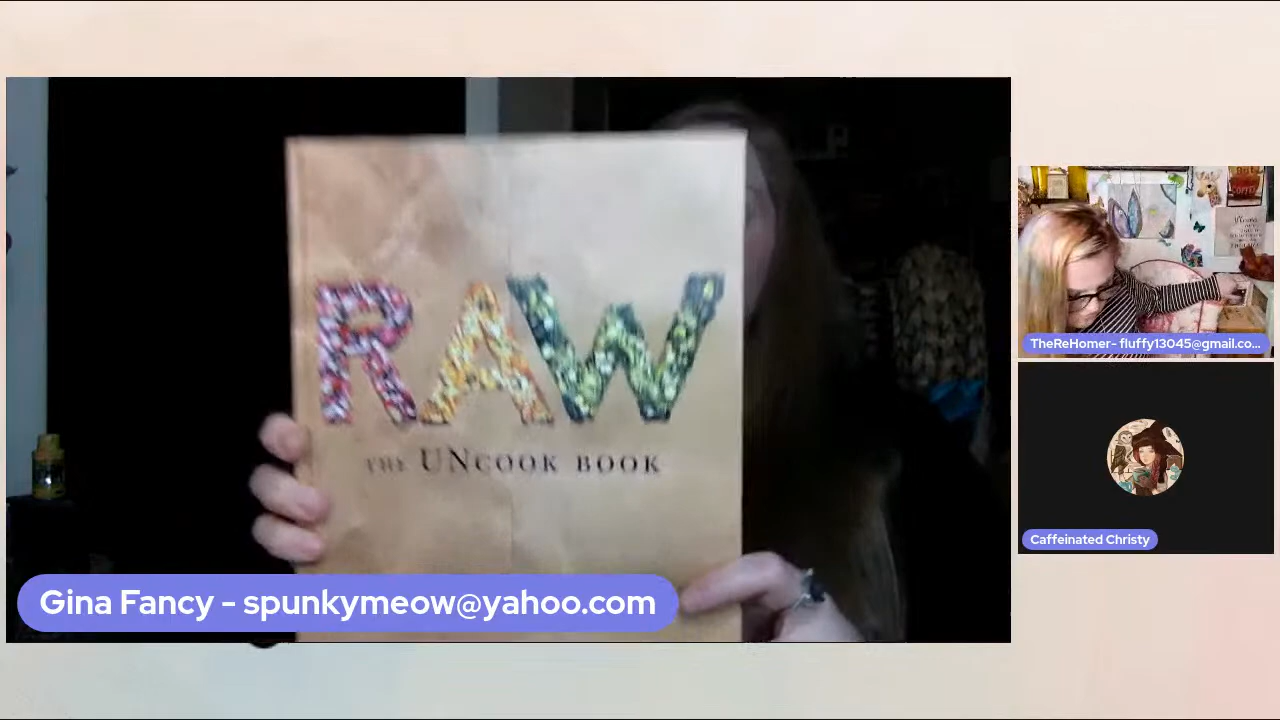 RAW
THE UNCOOK BOOK
Gina Fancy - spunkymeow@yahoo.com
TheReHomer- fluffy13045@gmail.co...
Caffeinated Christy